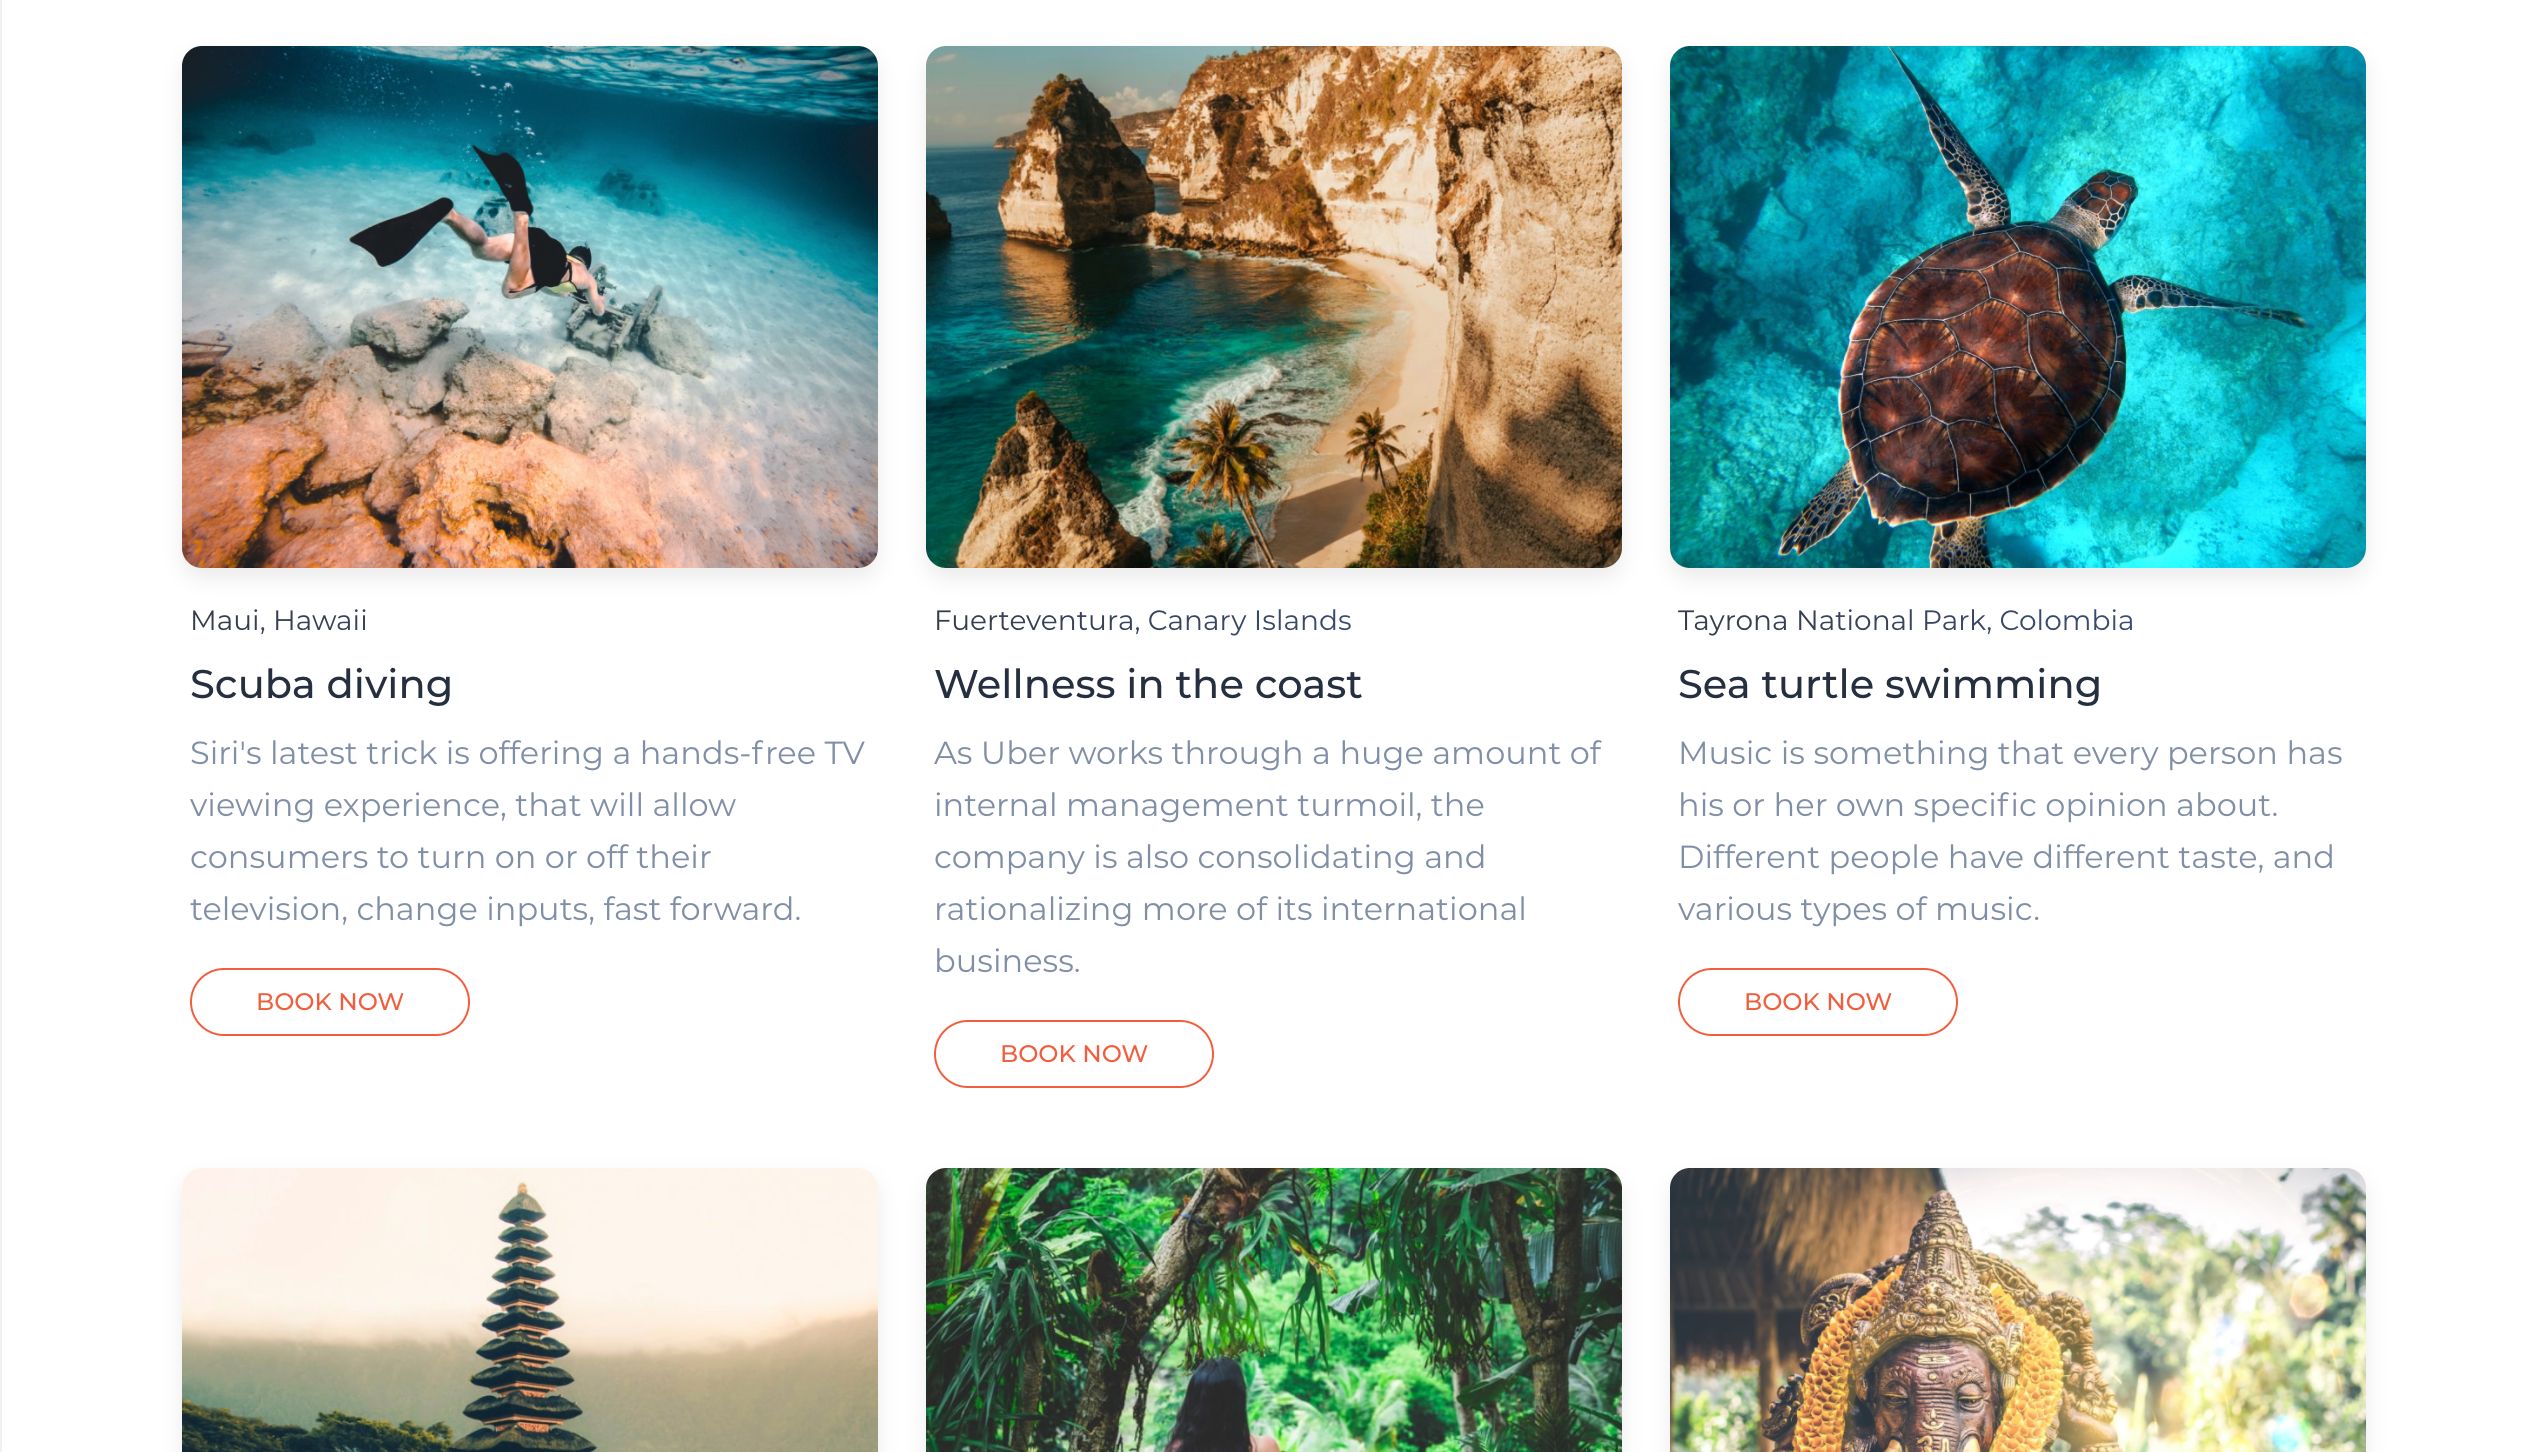 Maui, Hawaii
Scuba diving
Siri's latest trick is offering a hands-free TV
viewing experience, that will allow
consumers to turn on or off their
television, change inputs, fast forward.
BOOK NOW
Fuerteventura, Canary Islands
Wellness in the coast
As Uber works through a huge amount of
internal management turmoil, the
company is also consolidating and
rationalizing more of its international
business.
BOOK NOW
Tayrona National Park, Colombia
Sea turtle swimming
Music is something that every person has
his or her own specific opinion about.
Different people have different taste, and
various types of music.
BOOK NOW